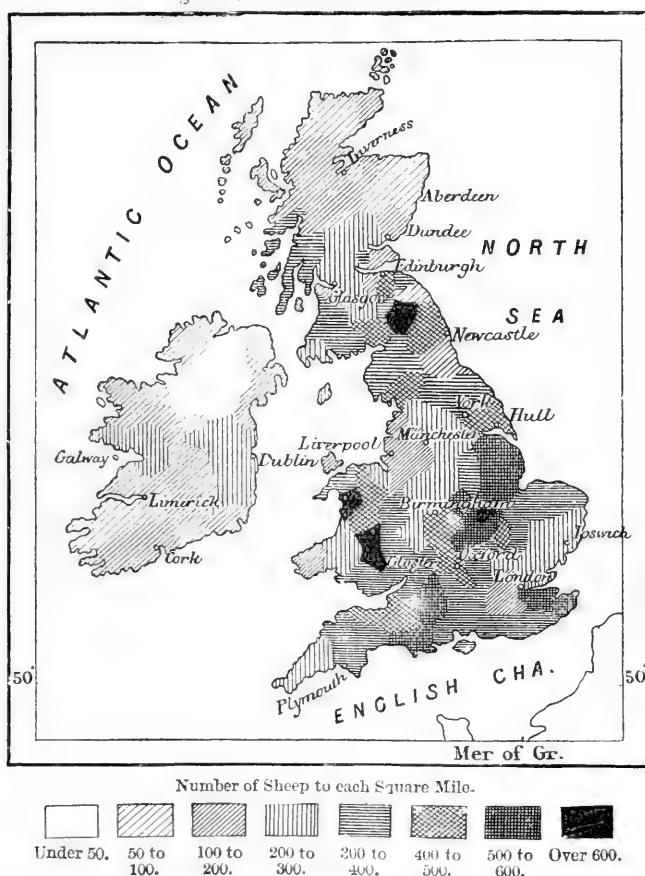 ATLANTIC OCEAN
Inverness
Aberdeen
Dundee
NORTH
Edinburgh
Glasgow
SEA
Newcastle
York
Hull
Liverpool
Manchester
Galway
Dublin
Limerick
Birmingham
Ipswich
Cork
Gloster
Oxford
London
50°
50°
Plymouth
ENGLISH CHA.
Mer of Gr.
Number of Sheep to each Square Mile.
Under 50. 50 to 100 to 200 to 300 to 400 to 500 to Over 600.
100. 200. 300. 400. 500. 600.